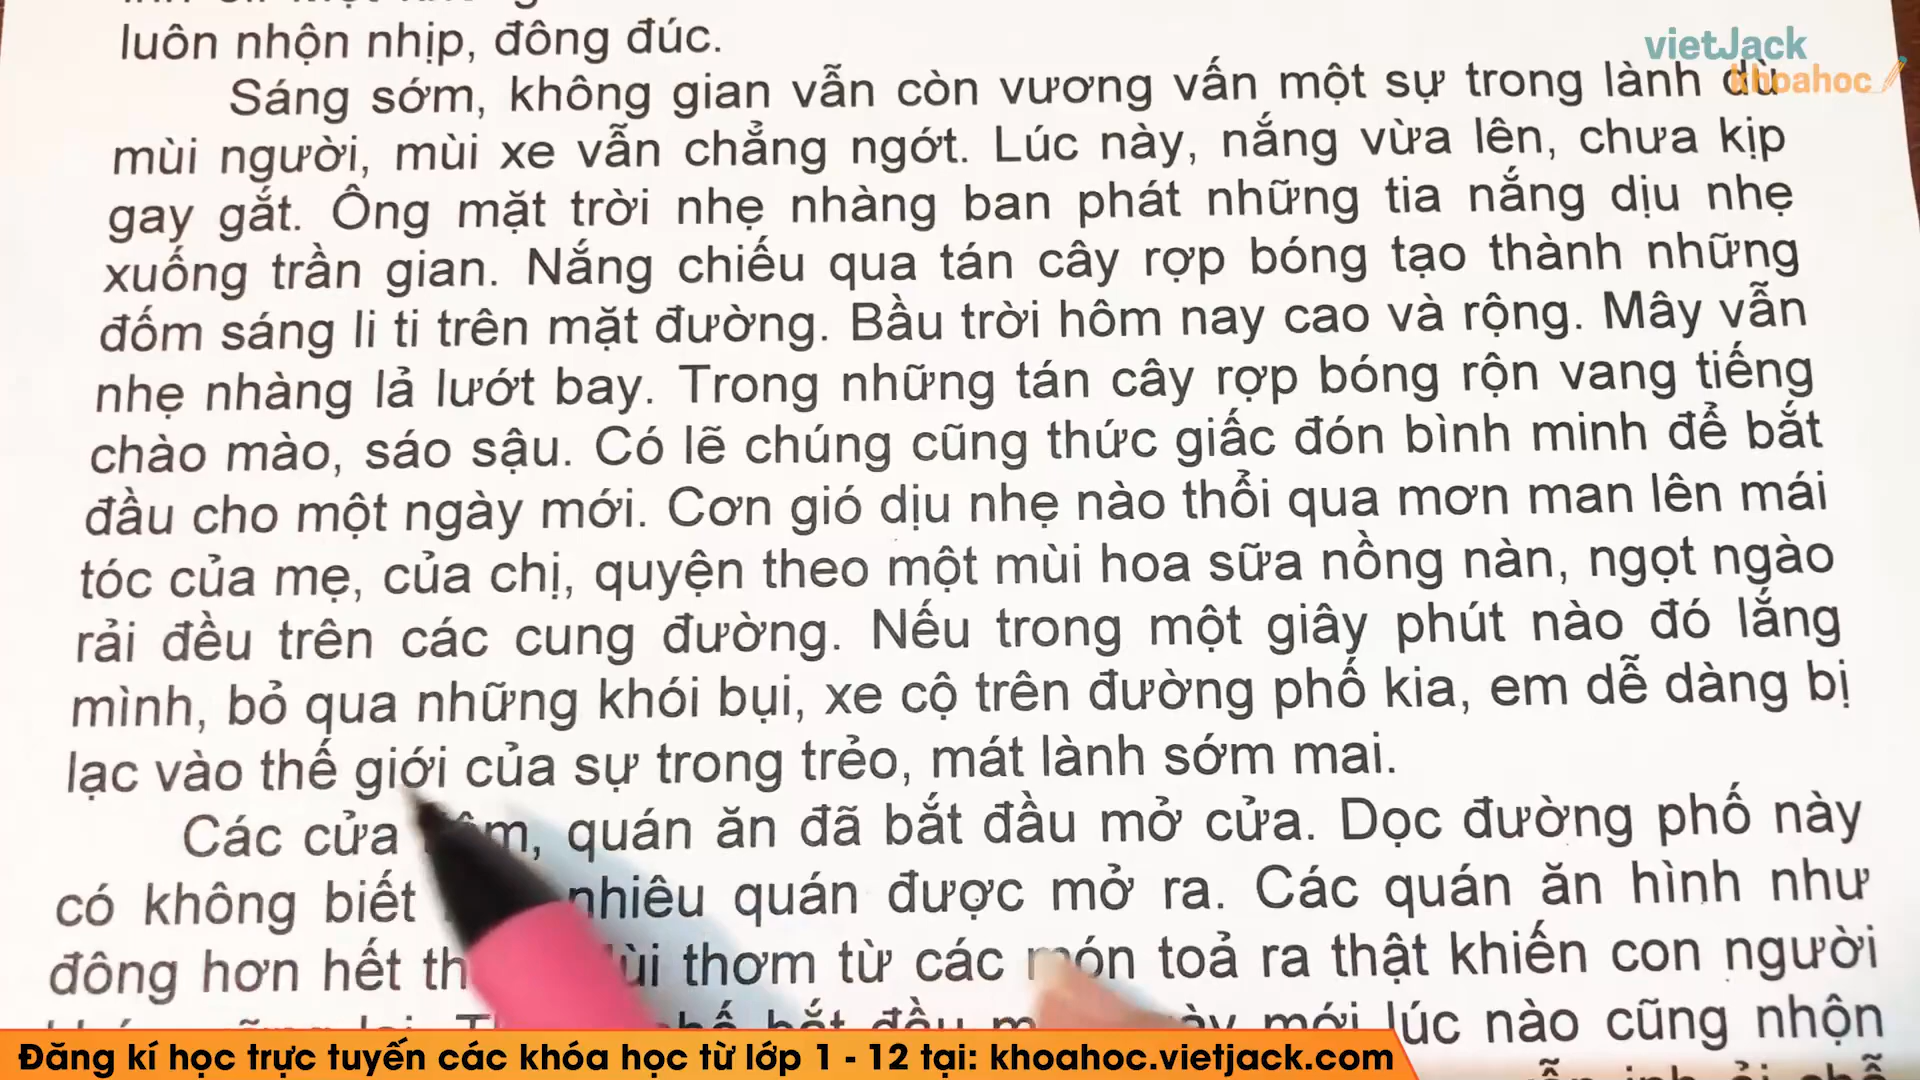 luôn nhộn nhịp, đông đúc.
vietJack
khoahoc
Sáng sớm, không gian vẫn còn vương vấn một sự trong lành dù
mùi người, mùi xe vẫn chẳng ngớt. Lúc này, nắng vừa lên, chưa kịp
gay gắt. Ông mặt trời nhẹ nhàng ban phát những tia nắng dịu nhẹ
xuống trần gian. Nắng chiếu qua tán cây rợp bóng tạo thành những
đốm sáng li ti trên mặt đường. Bầu trời hôm nay cao và rộng. Mây vẫn
nhẹ nhàng lả lướt bay. Trong những tán cây rợp bóng rộn vang tiếng
chào mào, sáo sậu. Có lẽ chúng cũng thức giấc đón bình minh để bắt
đầu cho một ngày mới. Cơn gió dịu nhẹ nào thổi qua mơn man lên mái
tóc của mẹ, của chị, quyện theo một mùi hoa sữa nồng nàn, ngọt ngào
rải đều trên các cung đường. Nếu trong một giây phút nào đó lắng
mình, bỏ qua những khói bụi, xe cộ trên đường phố kia, em dễ dàng bị
lạc vào thế giới của sự trong trẻo, mát lành sớm mai.
Các cửa quán ăn đã bắt đầu mở cửa. Dọc đường phố này
có không biết nhiêu quán được mở ra. Các quán ăn hình như
đông hơn hết thơm từ các món toả ra thật khiến con người
bắt đầu mới lúc nào cũng nhộn
Đăng kí học trực tuyến các khóa học từ lớp 1 - 12 tại: khoahoc.vietjack.com